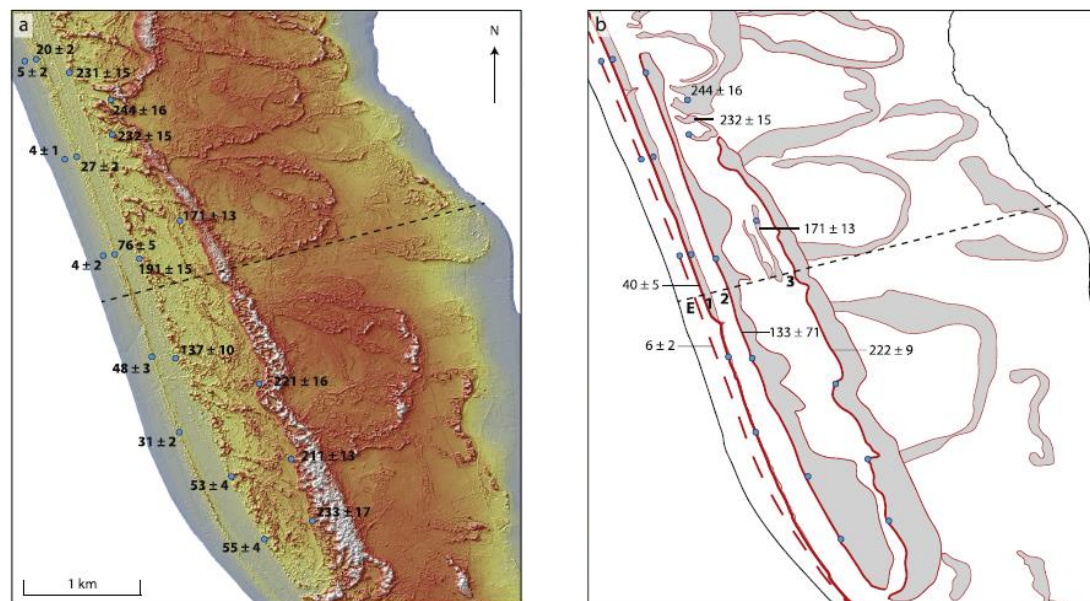 a
N
20 ± 2
5 ± 2
231 ± 15
244 ± 16
232 ± 15
4 ± 1
27 ± 2
171 ± 13
76 ± 5
4 ± 2
191 ± 15
137 ± 10
48 ± 3
221 ± 16
31 ± 2
211 ± 13
53 ± 4
233 ± 17
55 ± 4
1 km
b
244 ± 16
232 ± 15
171 ± 13
40 ± 5
E
1
2
3
6 ± 2
133 ± 71
222 ± 9